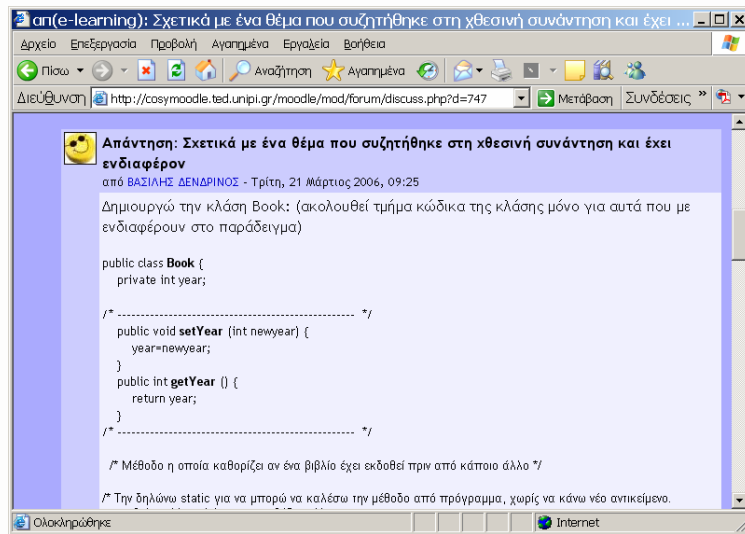 απ(e-learning): Σχετικά με ένα θέμα που συζητήθηκε στη χθεσινή συνάντηση και έχει ...
Αρχείο Επεξεργασία Προβολή Αγαπημένα Εργαλεία Βοήθεια
Πίσω Αναζήτηση Αγαπημένα
Διεύθυνση http://cosymoodle.ted.unipi.gr/moodle/mod/forum/discuss.php?d=747 Μετάβαση Συνδέσεις »
Απάντηση: Σχετικά με ένα θέμα που συζητήθηκε στη χθεσινή συνάντηση και έχει
ενδιαφέρον
από ΒΑΣΙΛΗΣ ΔΕΝΔΡΙΝΟΣ - Τρίτη, 21 Μάρτιος 2006, 09:25
Δημιουργώ την κλάση Book: (ακολουθεί τμήμα κώδικα της κλάσης μόνο για αυτά που με
ενδιαφέρουν στο παράδειγμα)
public class Book {
private int year;
/* --------------------------------------------------- */
public void setYear (int newyear) {
year=newyear;
}
public int getYear () {
return year;
}
/* --------------------------------------------------- */
/* Μέθοδο η οποία καθορίζει αν ένα βιβλίο έχει εκδοθεί πριν από κάποιο άλλο */
/* Την δηλώνω static για να μπορώ να καλέσω την μέθοδο από πρόγραμμα, χωρίς να κάνω νέο αντικείμενο.
Ολοκληρώθηκε Internet